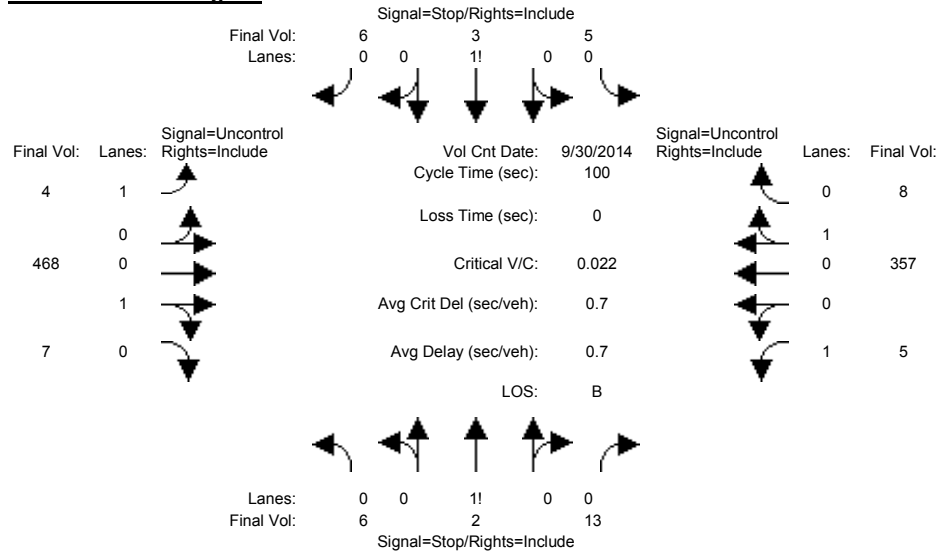 Signal=Stop/Rights=Include
Final Vol: 6 3 5
Lanes: 0 0 1! 0 0
Signal=Uncontrol
Final Vol: Lanes: Rights=Include
Vol Cnt Date: 9/30/2014
Signal=Uncontrol
Rights=Include Lanes: Final Vol:
4 1
Cycle Time (sec): 100
0 8
0
Loss Time (sec): 0
1
468 0
Critical V/C: 0.022
0 357
1
Avg Crit Del (sec/veh): 0.7
0
7 0
Avg Delay (sec/veh): 0.7
1 5
LOS: B
Lanes: 0 0 1! 0 0
Final Vol: 6 2 13
Signal=Stop/Rights=Include